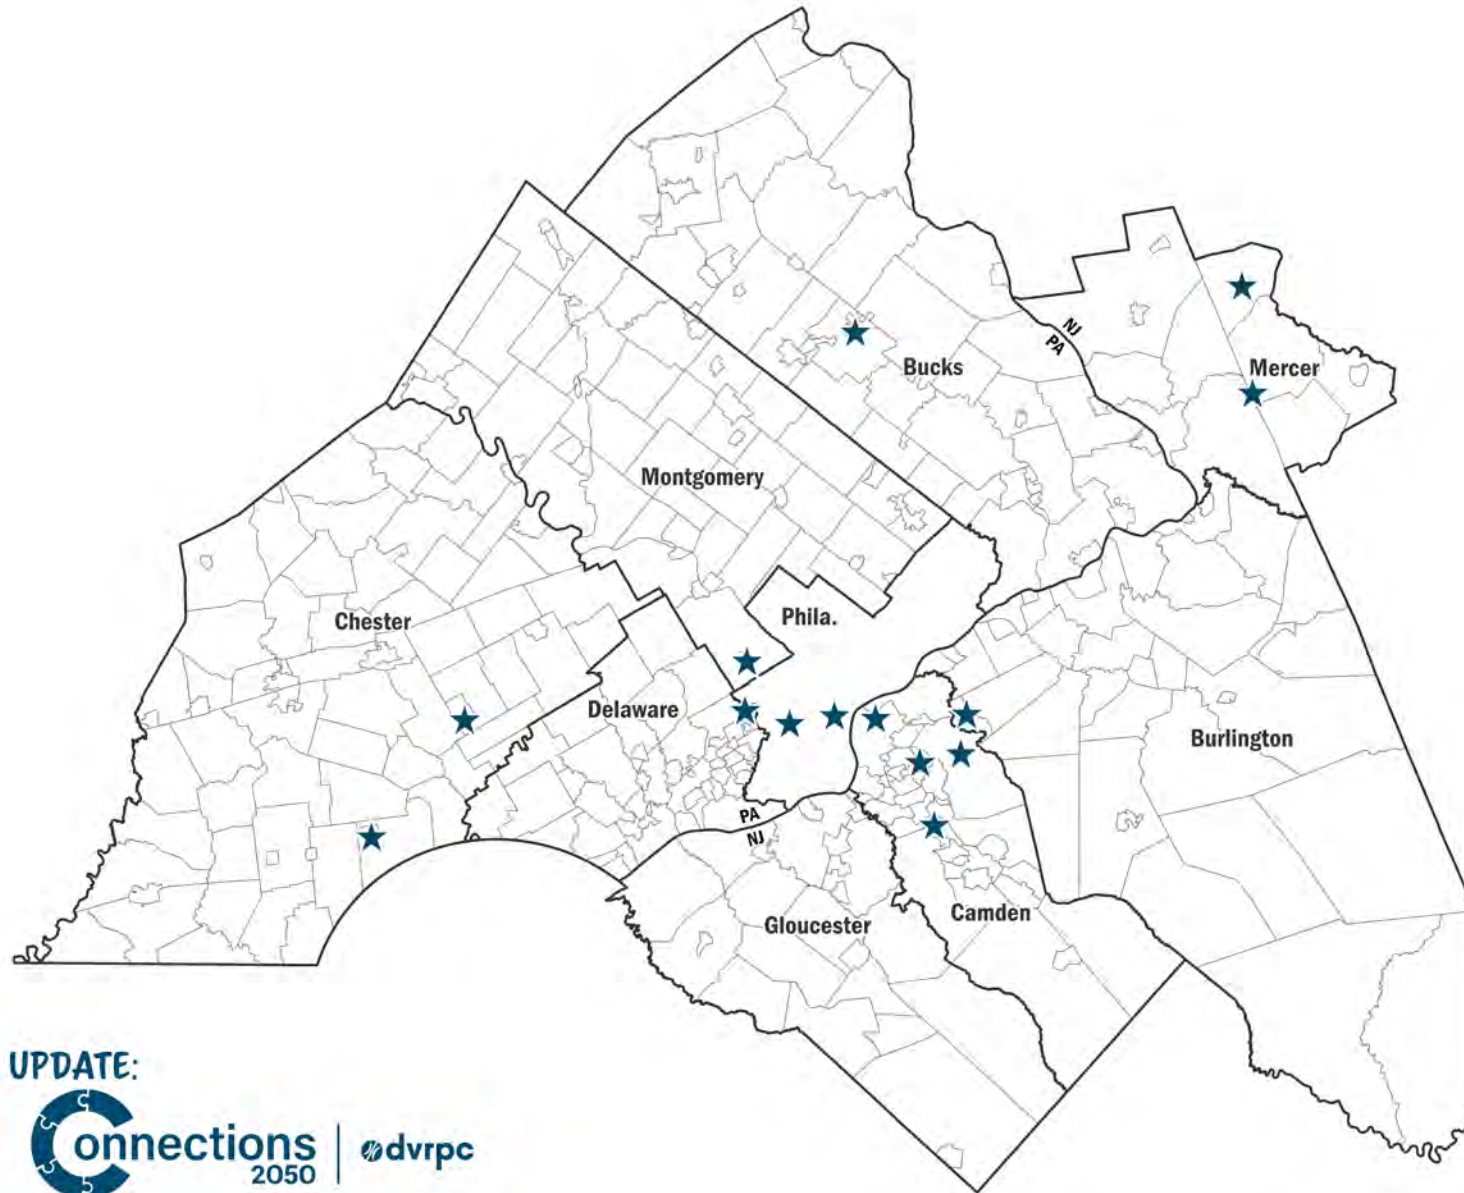 NJ
PA
Mercer
Bucks
Montgomery
Phila.
Chester
Delaware
Burlington
PA
NJ
Gloucester
Camden
UPDATE:
Connections
2050
dvrpc